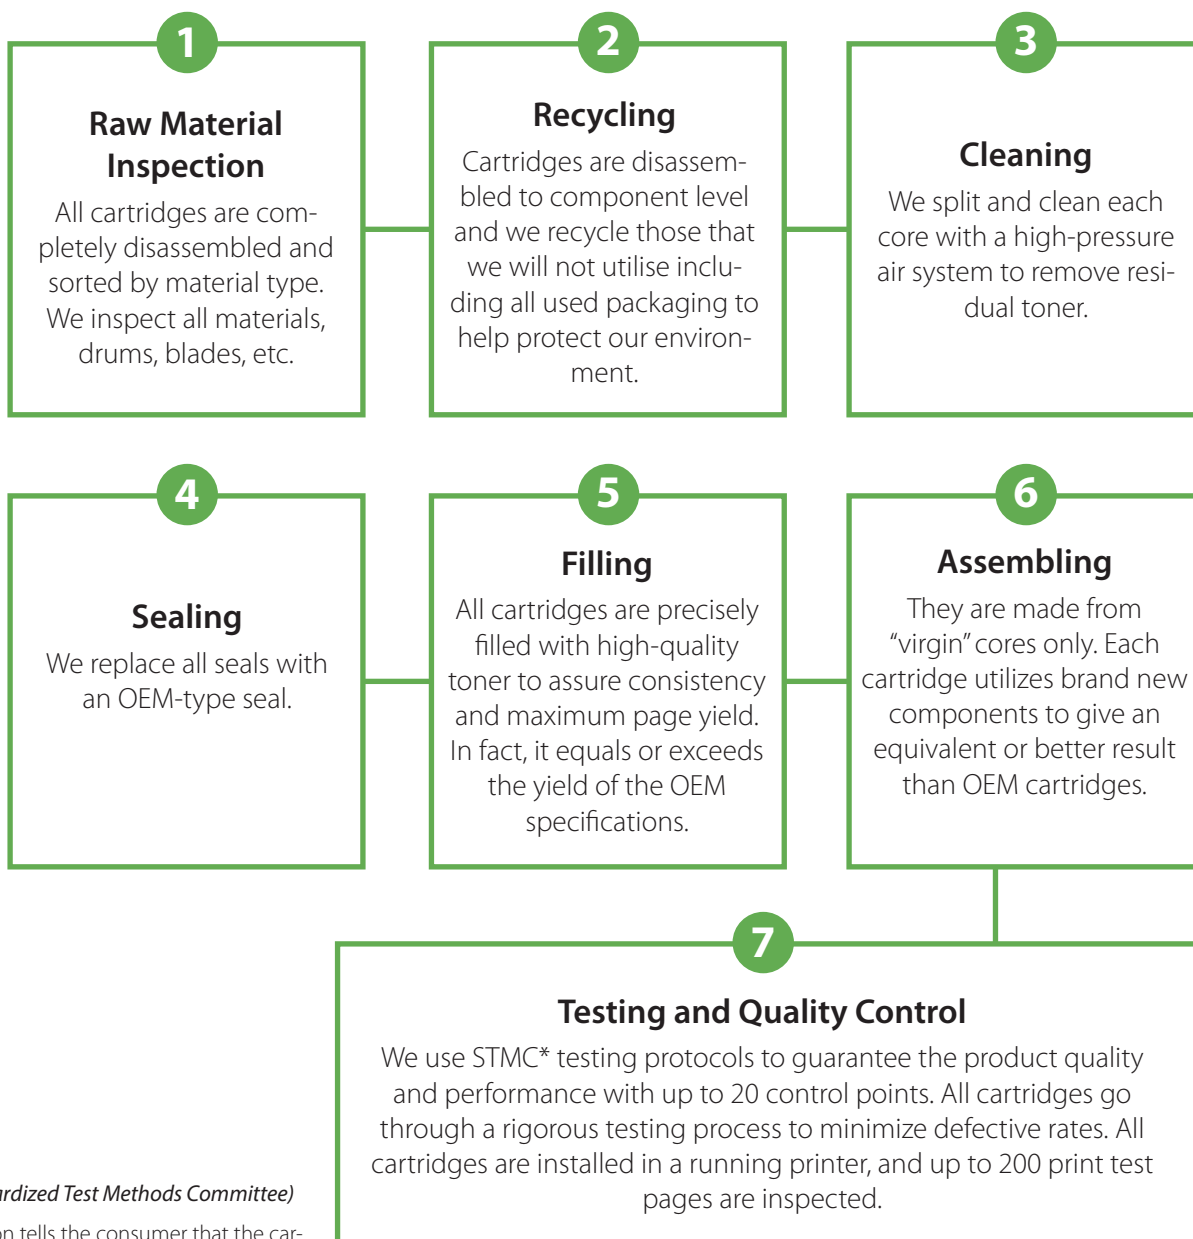 1
Raw Material
Inspection
All cartridges are com-
pletely disassembled and
sorted by material type.
We inspect all materials,
drums, blades, etc.
2
Recycling
Cartridges are disassem-
bled to component level
and we recycle those that
we will not utilise inclu-
ding all used packaging to
help protect our environ-
ment.
3
Cleaning
We split and clean each
core with a high-pressure
air system to remove resi-
dual toner.
4
Sealing
We replace all seals with
an OEM-type seal.
5
Filling
All cartridges are precisely
filled with high-quality
toner to assure consistency
and maximum page yield.
In fact, it equals or exceeds
the yield of the OEM
specifications.
6
Assembling
They are made from
“virgin” cores only. Each
cartridge utilizes brand new
components to give an
equivalent or better result
than OEM cartridges.
7
Testing and Quality Control
We use STMC* testing protocols to guarantee the product quality
and performance with up to 20 control points. All cartridges go
through a rigorous testing process to minimize defective rates. All
cartridges are installed in a running printer, and up to 200 print test
pages are inspected.
ardized Test Methods Committee)
on tells the consumer that the car-